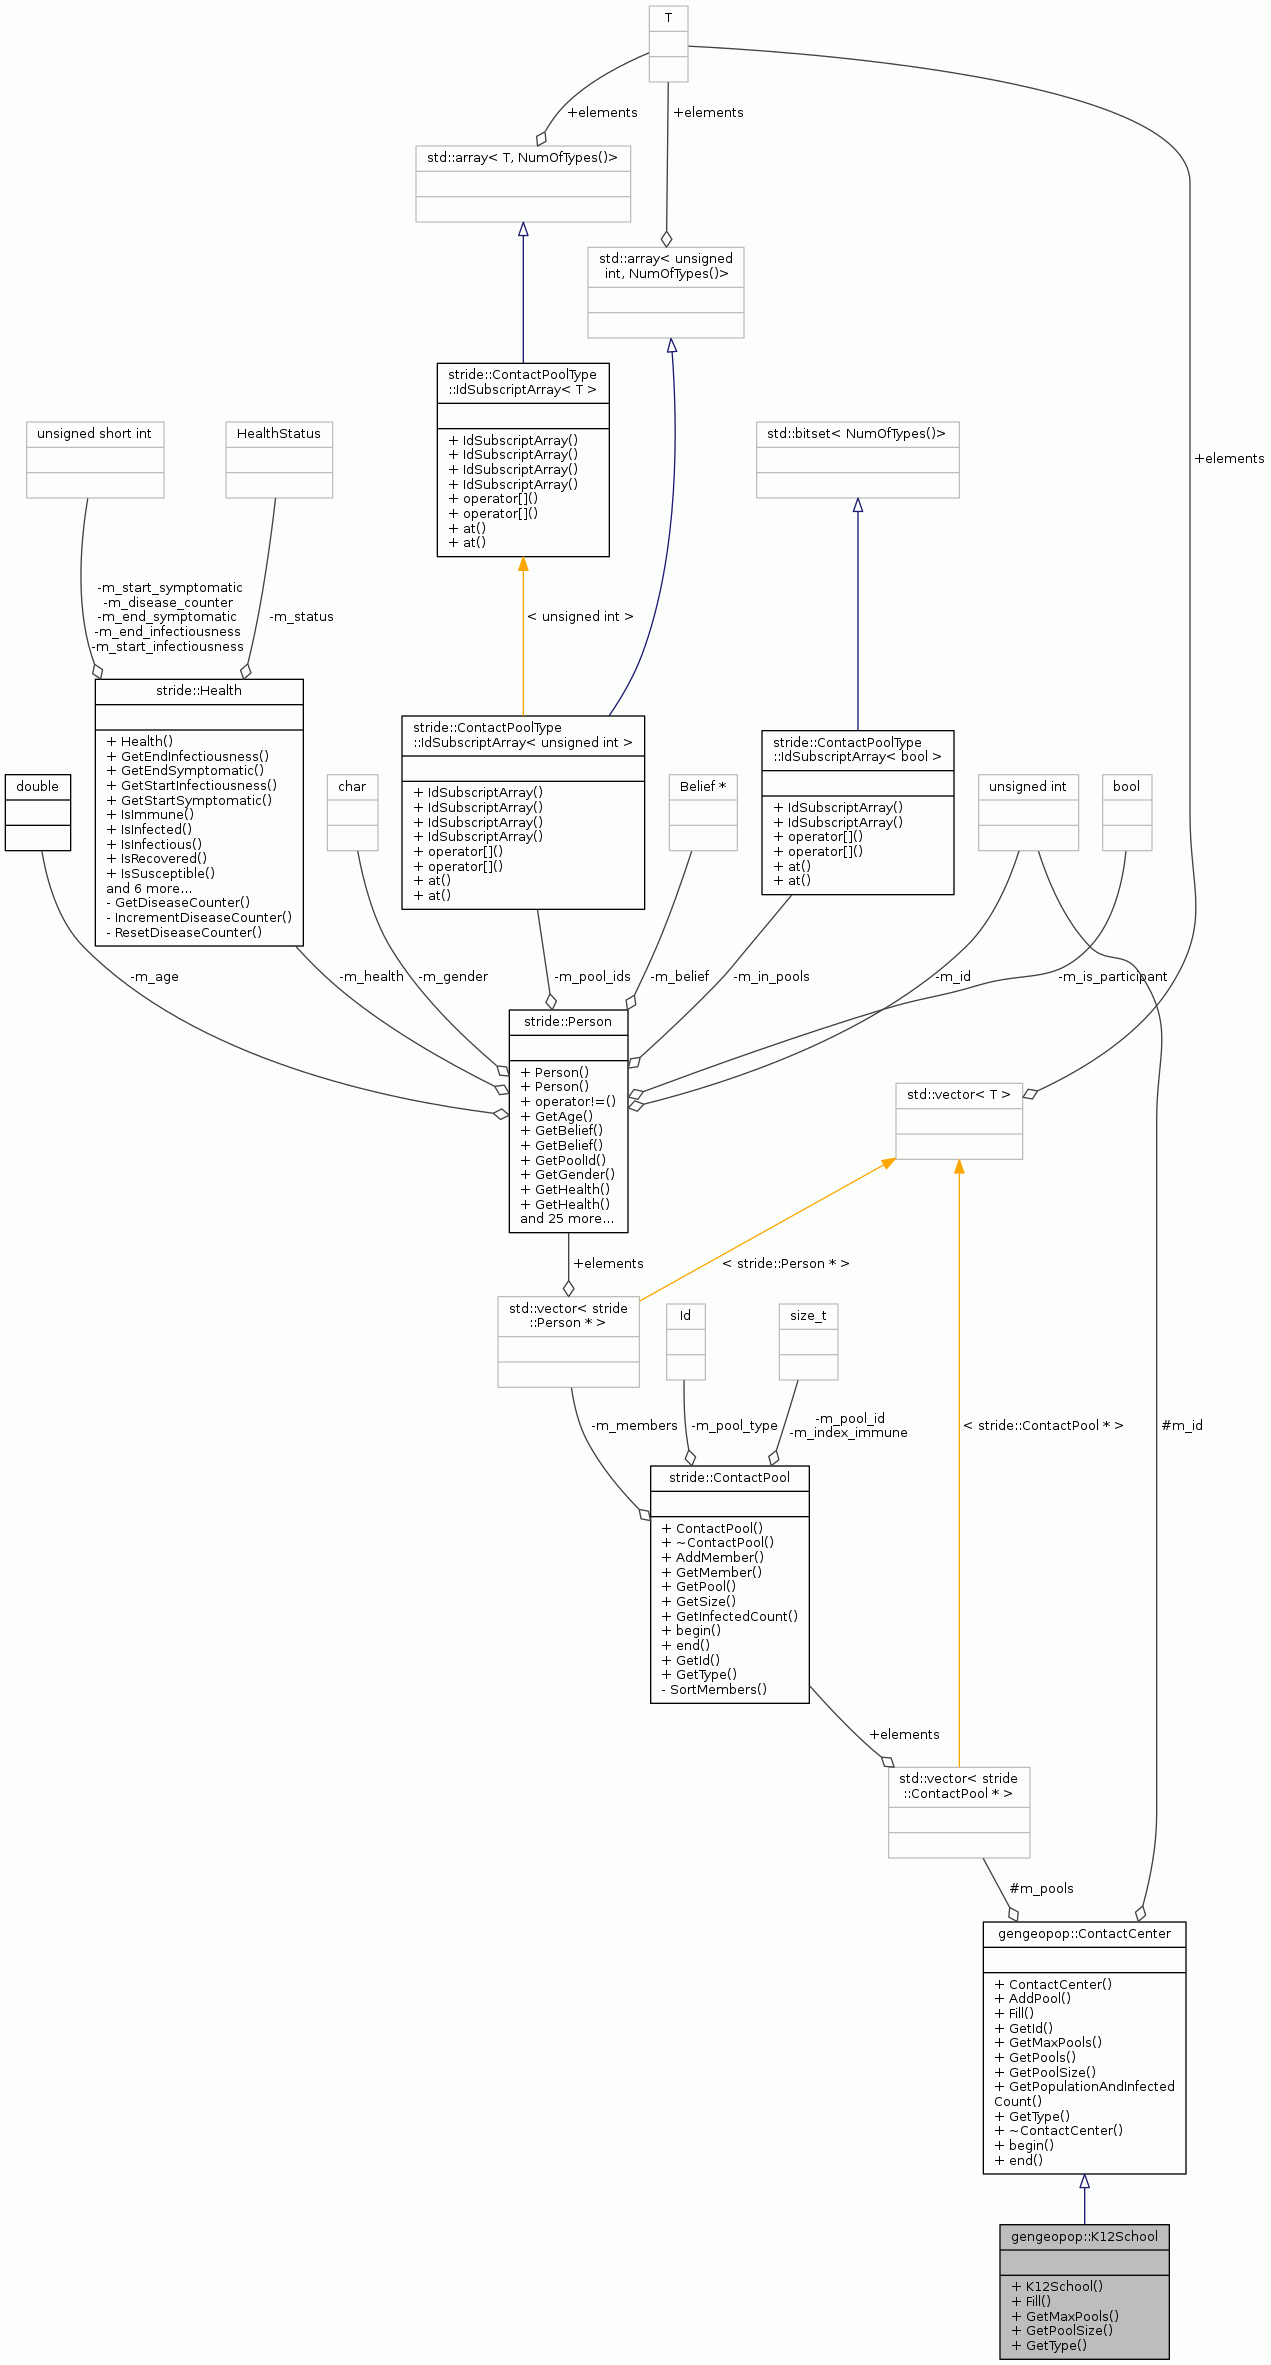 T
+elements
+elements
std::array< T, NumOfTypes()>
std::array< unsigned
int, NumOfTypes()>
stride::ContactPoolType
::IdSubscriptArray< T >
+ IdSubscriptArray()
+ IdSubscriptArray()
+ IdSubscriptArray()
+ IdSubscriptArray()
+ operator[]()
+ operator[]()
+ at()
+ at()
unsigned short int
HealthStatus
std::bitset< NumOfTypes()>
+elements
-m_start_symptomatic
-m_disease_counter
-m_end_symptomatic
-m_end_infectiousness
-m_start_infectiousness
-m_status
< unsigned int >
stride::Health
+ Health()
+ GetEndInfectiousness()
+ GetEndSymptomatic()
+ GetStartInfectiousness()
+ GetStartSymptomatic()
+ IsImmune()
+ IsInfected()
+ IsInfectious()
+ IsRecovered()
+ IsSusceptible()
and 6 more...
- GetDiseaseCounter()
- IncrementDiseaseCounter()
- ResetDiseaseCounter()
stride::ContactPoolType
::IdSubscriptArray< unsigned int >
+ IdSubscriptArray()
+ IdSubscriptArray()
+ IdSubscriptArray()
+ IdSubscriptArray()
+ operator[]()
+ operator[]()
+ at()
+ at()
stride::ContactPoolType
::IdSubscriptArray< bool >
+ IdSubscriptArray()
+ IdSubscriptArray()
+ operator[]()
+ operator[]()
+ at()
+ at()
double
char
Belief *
unsigned int
bool
-m_age
-m_health
-m_gender
-m_pool_ids
-m_belief
-m_in_pools
-m_id
-m_is_participant
stride::Person
+ Person()
+ Person()
+ operator!=()
+ GetAge()
+ GetBelief()
+ GetBelief()
+ GetPoolId()
+ GetGender()
+ GetHealth()
+ GetHealth()
and 25 more...
std::vector< T >
+elements
< stride::Person * >
std::vector< stride
::Person * >
Id
size_t
-m_members
-m_pool_type
-m_pool_id
-m_index_immune
< stride::ContactPool * >
#m_id
stride::ContactPool
+ ContactPool()
+ ~ContactPool()
+ AddMember()
+ GetMember()
+ GetPool()
+ GetSize()
+ GetInfectedCount()
+ begin()
+ end()
+ GetId()
+ GetType()
- SortMembers()
+elements
std::vector< stride
::ContactPool * >
#m_pools
gengeopop::ContactCenter
+ ContactCenter()
+ AddPool()
+ Fill()
+ GetId()
+ GetMaxPools()
+ GetPools()
+ GetPoolSize()
+ GetPopulationAndInfected
Count()
+ GetType()
+ ~ContactCenter()
+ begin()
+ end()
gengeopop::K12School
+ K12School()
+ Fill()
+ GetMaxPools()
+ GetPoolSize()
+ GetType()